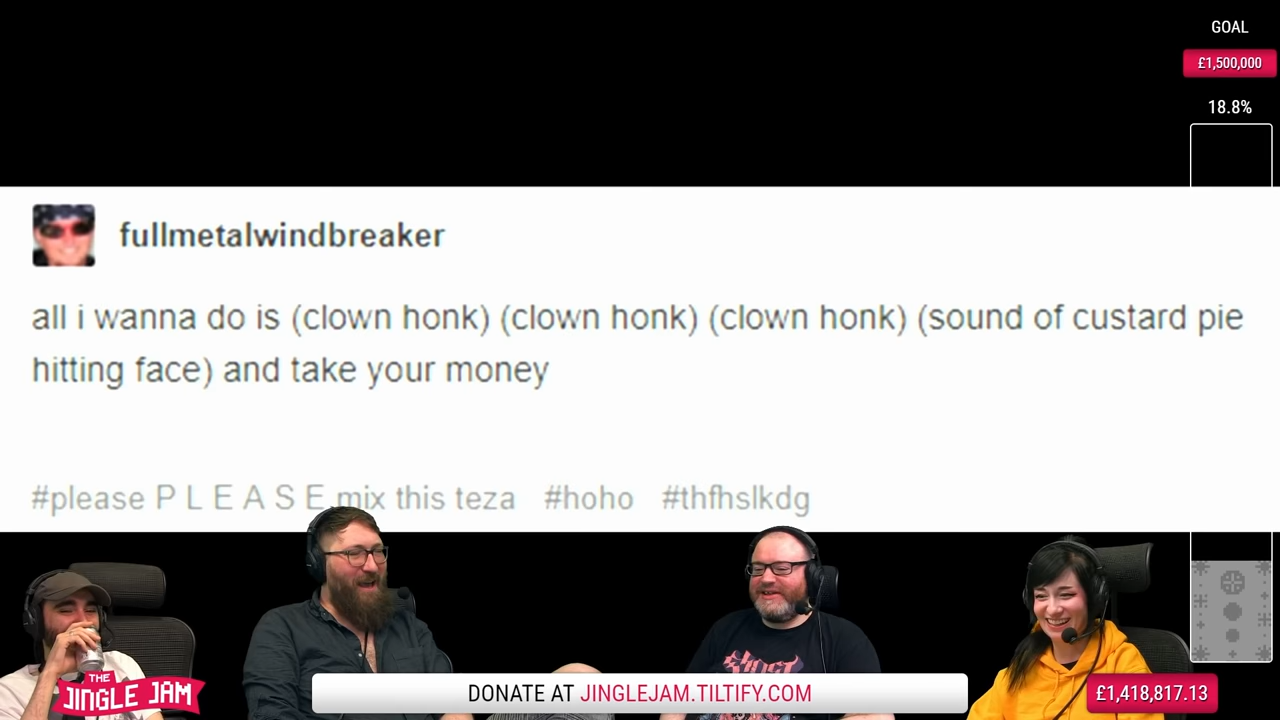 GOAL
£1,500,000
18.8%
fullmetalwindbreaker
all i wanna do is (clown honk) (clown honk) (clown honk) (sound of custard pie
hitting face) and take your money
#please P L E A S E mix this teza #hoho #thfhslkdg
THE
JINGLE JAM
DONATE AT JINGLEJAM.TILTIFY.COM
£1,418,817.13